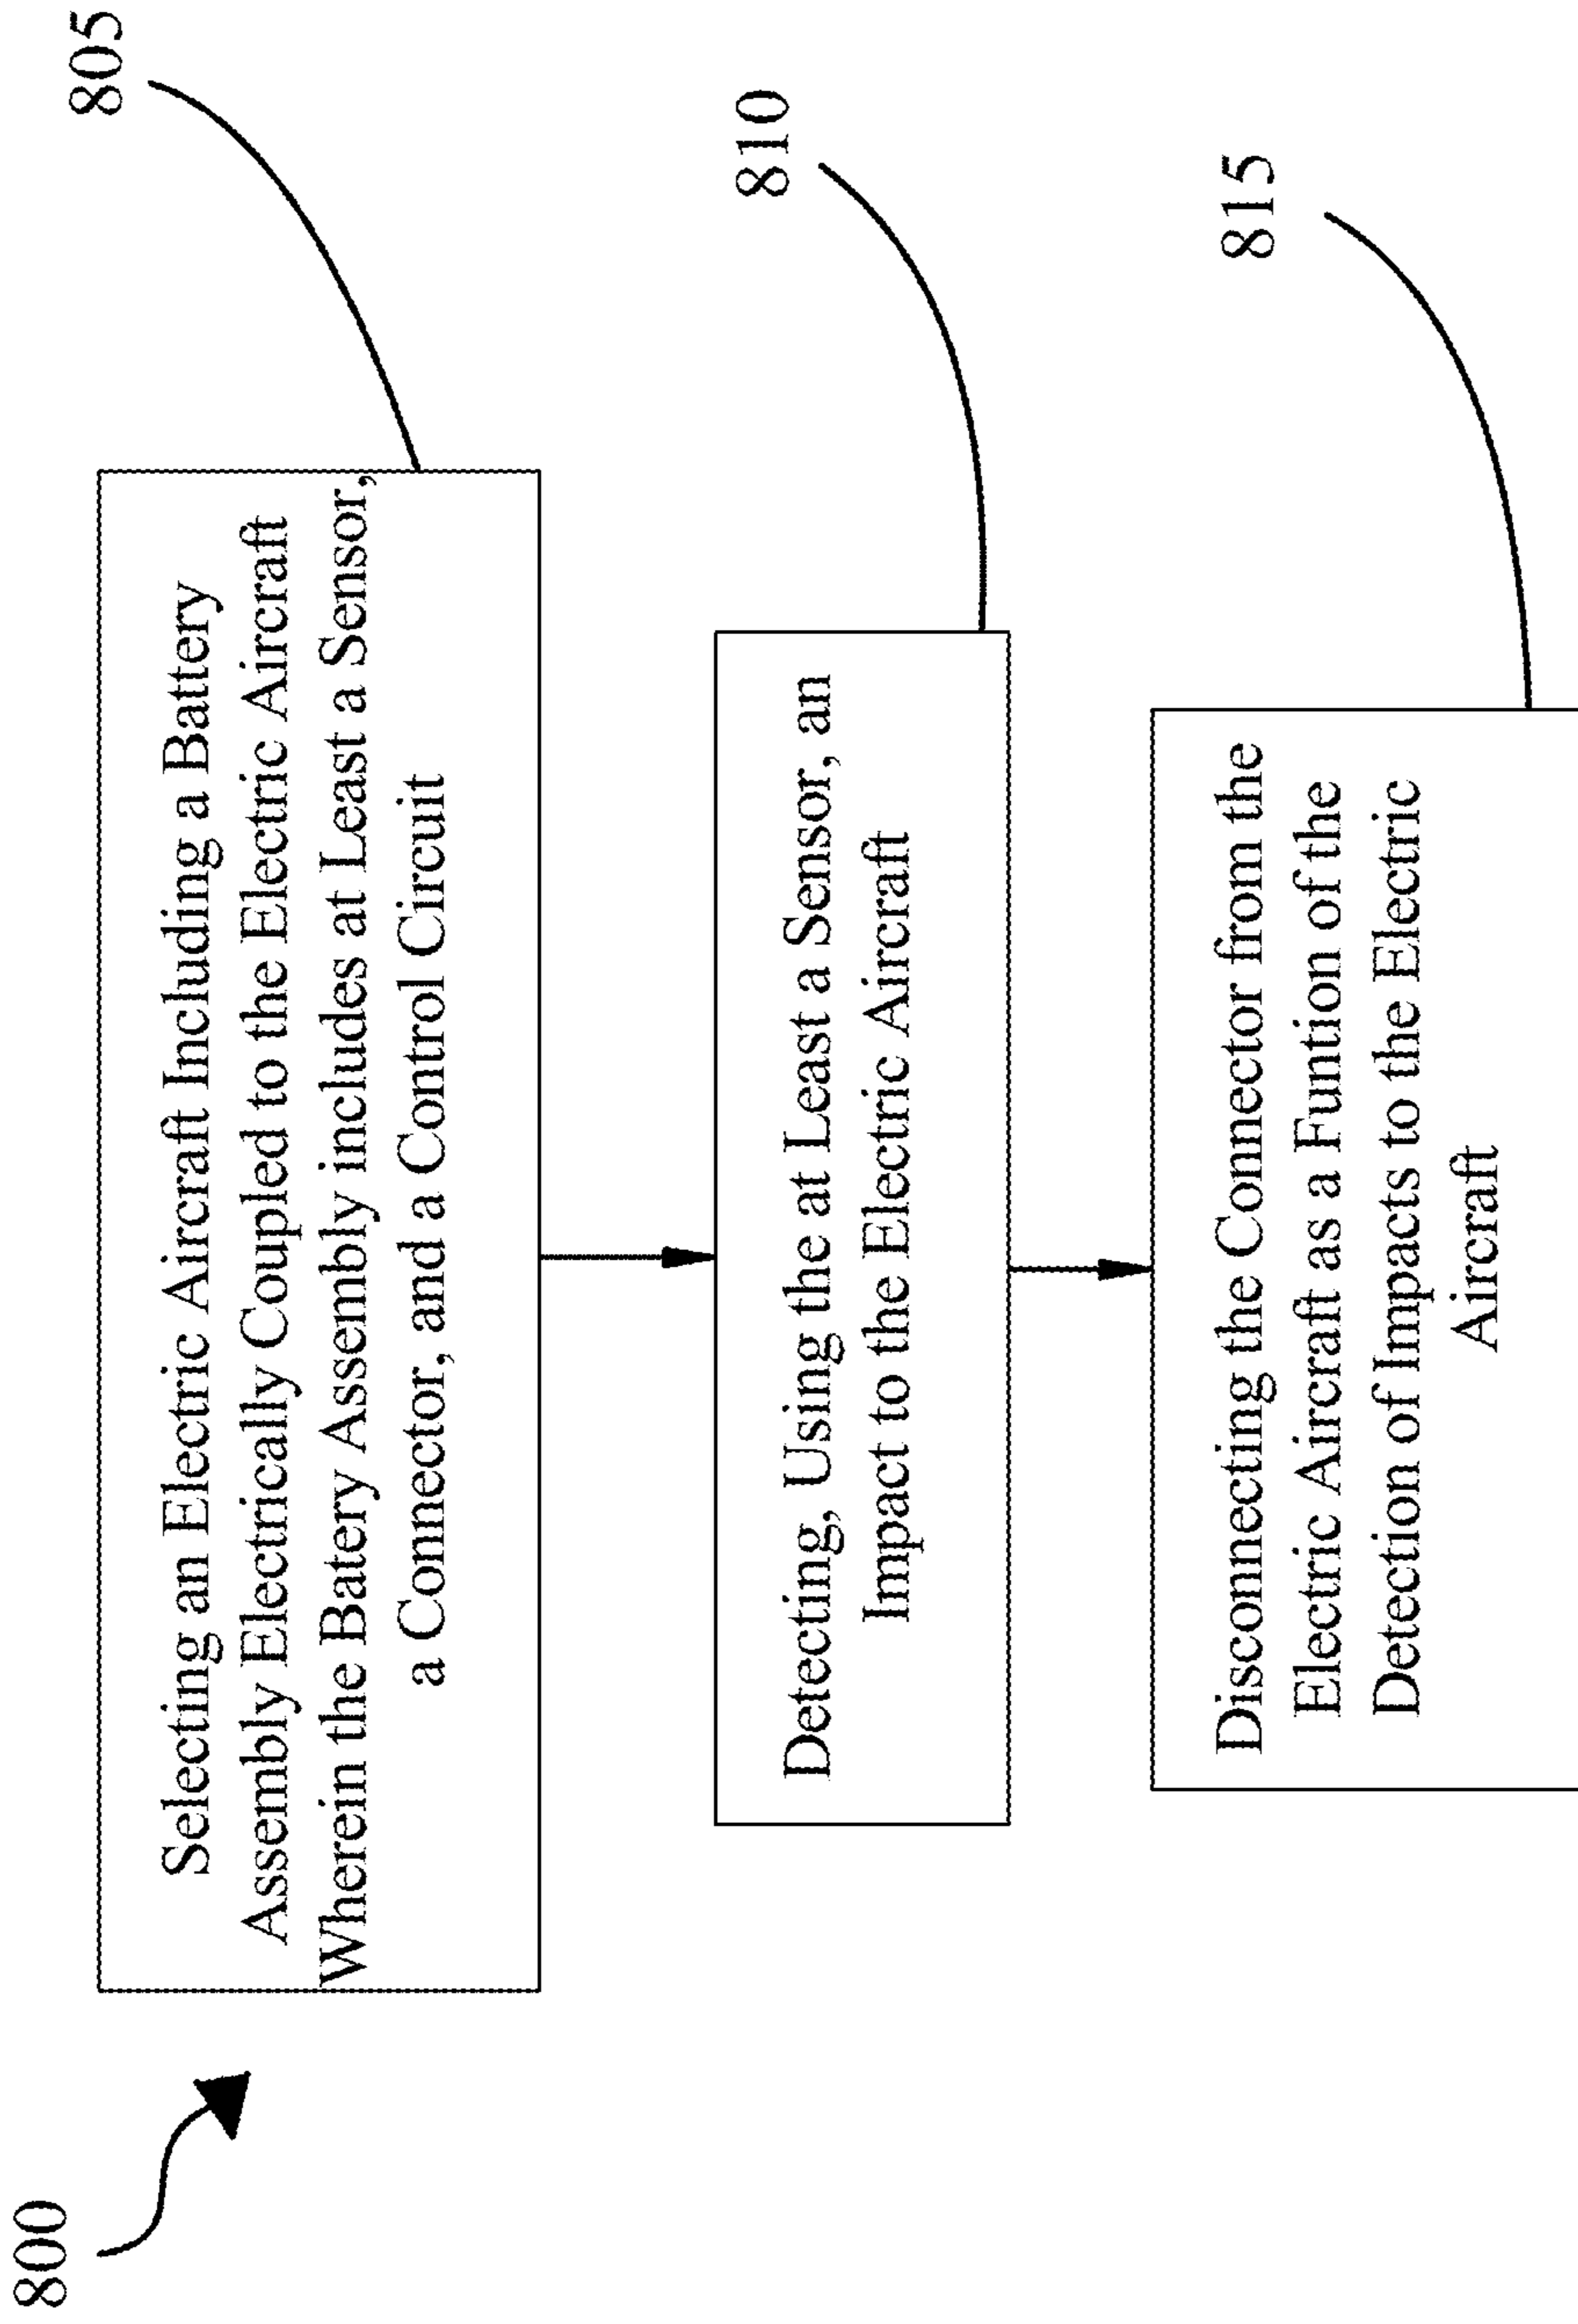 800
805
Selecting an Electric Aircraft Including a Battery
Assembly Electrically Coupled to the Electric Aircraft
Wherein the Batery Assembly includes at Least a Sensor,
a Connector, and a Control Circuit
810
Detecting, Using the at Least a Sensor, an
Impact to the Electric Aircraft
815
Disconnecting the Connector from the
Electric Aircraft as a Funtion of the
Detection of Impacts to the Electric
Aircraft